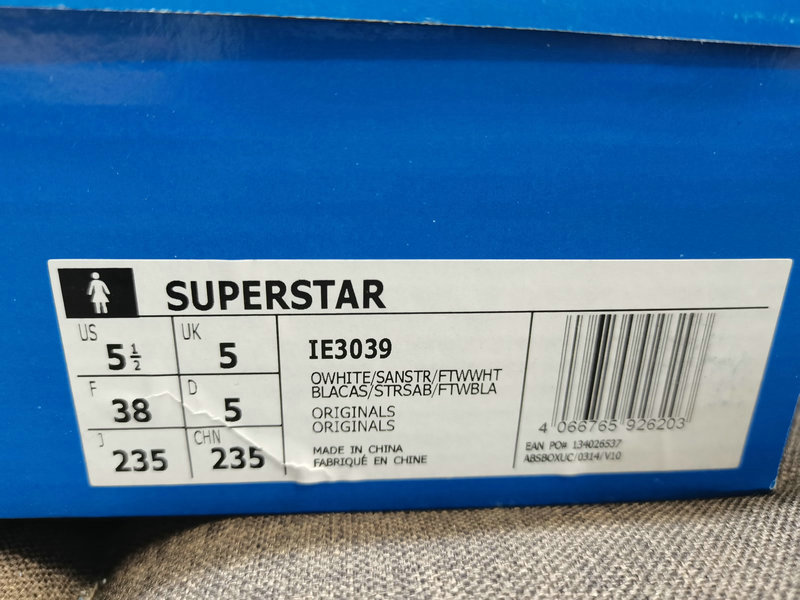 SUPERSTAR
US 5 1/2
UK 5
F 38
D 5
J 235
CHN 235
IE3039
OWHITE/SANSTR/FTWWHT
BLACAS/STRSAB/FTWBLA
ORIGINALS
ORIGINALS
MADE IN CHINA
FABRIQUÉ EN CHINE
4 066765 926203
EAN PO# 134026537
ABSBOXUC/0314/V10